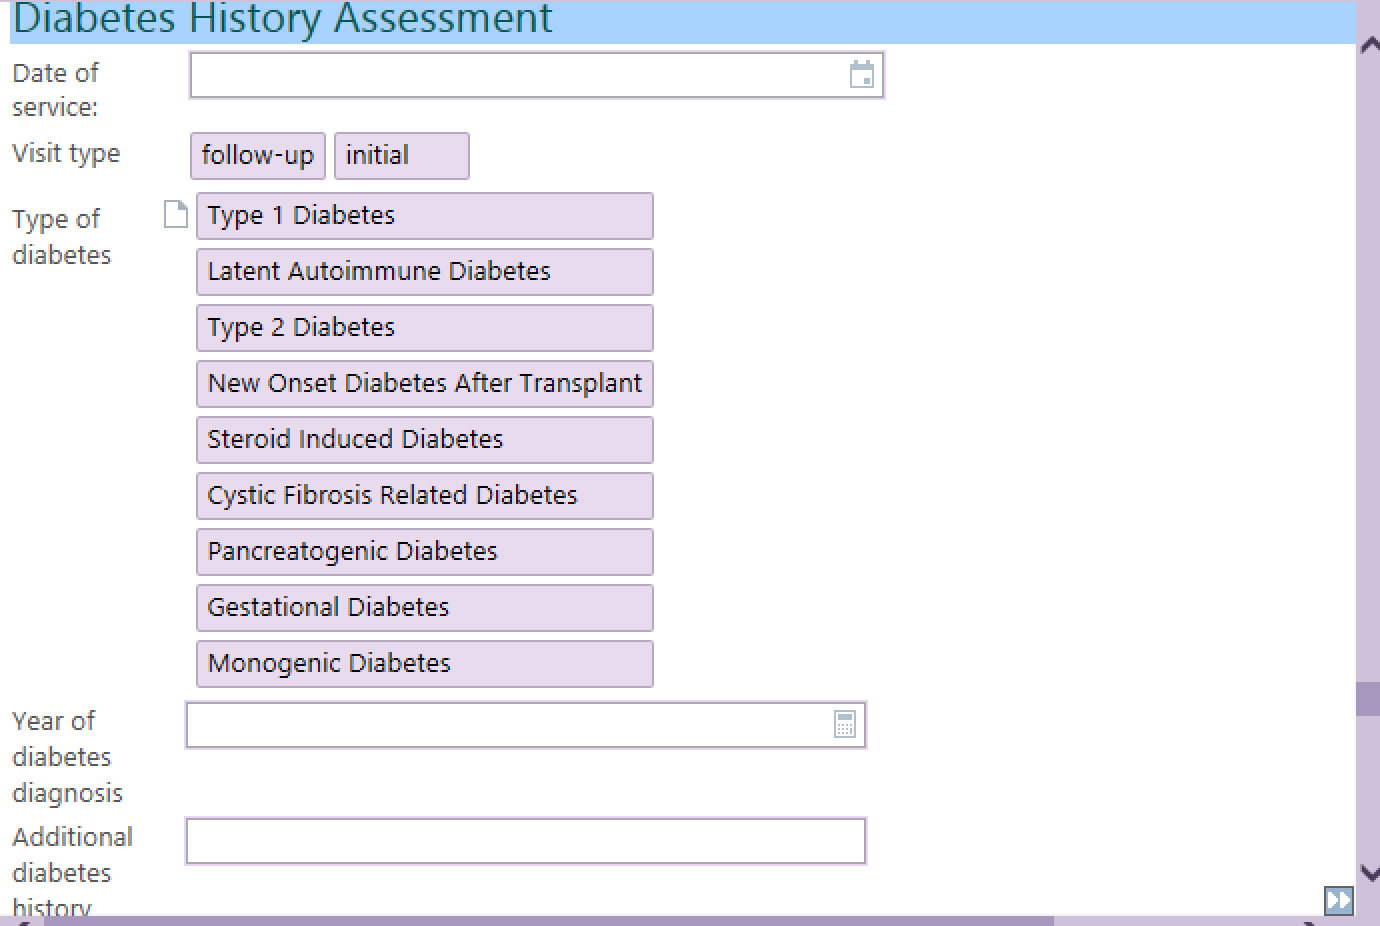 Diabetes History Assessment
Date of
service:
Visit type
follow-up initial
Type of
diabetes
Type 1 Diabetes
Latent Autoimmune Diabetes
Type 2 Diabetes
New Onset Diabetes After Transplant
Steroid Induced Diabetes
Cystic Fibrosis Related Diabetes
Pancreatogenic Diabetes
Gestational Diabetes
Monogenic Diabetes
Year of
diabetes
diagnosis
Additional
diabetes
history